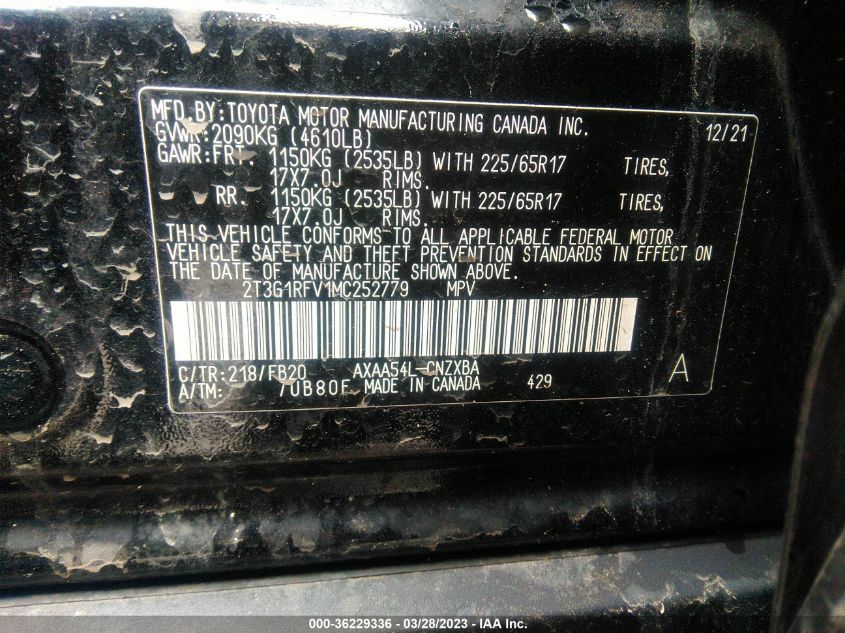 MFD.BY:TOYOTA MOTOR MANUFACTURING CANADA INC. 12/21
GVWR:2090KG (4610LB)
GAWR:FRT. 1150KG (2535LB) WITH 225/65R17 TIRES,
17X7.0J RIMS.
RR. 1150KG (2535LB) WITH 225/65R17 TIRES,
17X7.0J RIMS.
THIS VEHICLE CONFORMS TO ALL APPLICABLE FEDERAL MOTOR
VEHICLE SAFETY AND THEFT PREVENTION STANDARDS IN EFFECT ON
THE DATE OF MANUFACTURE SHOWN ABOVE.
2T3G1RFV1MC252779 MPV
C/TR:218/FB20 AXAA54L-CNZXBA A
A/TM: /UB80F MADE IN CANADA 429
000-36229336 - 03/28/2023 - IAA Inc.